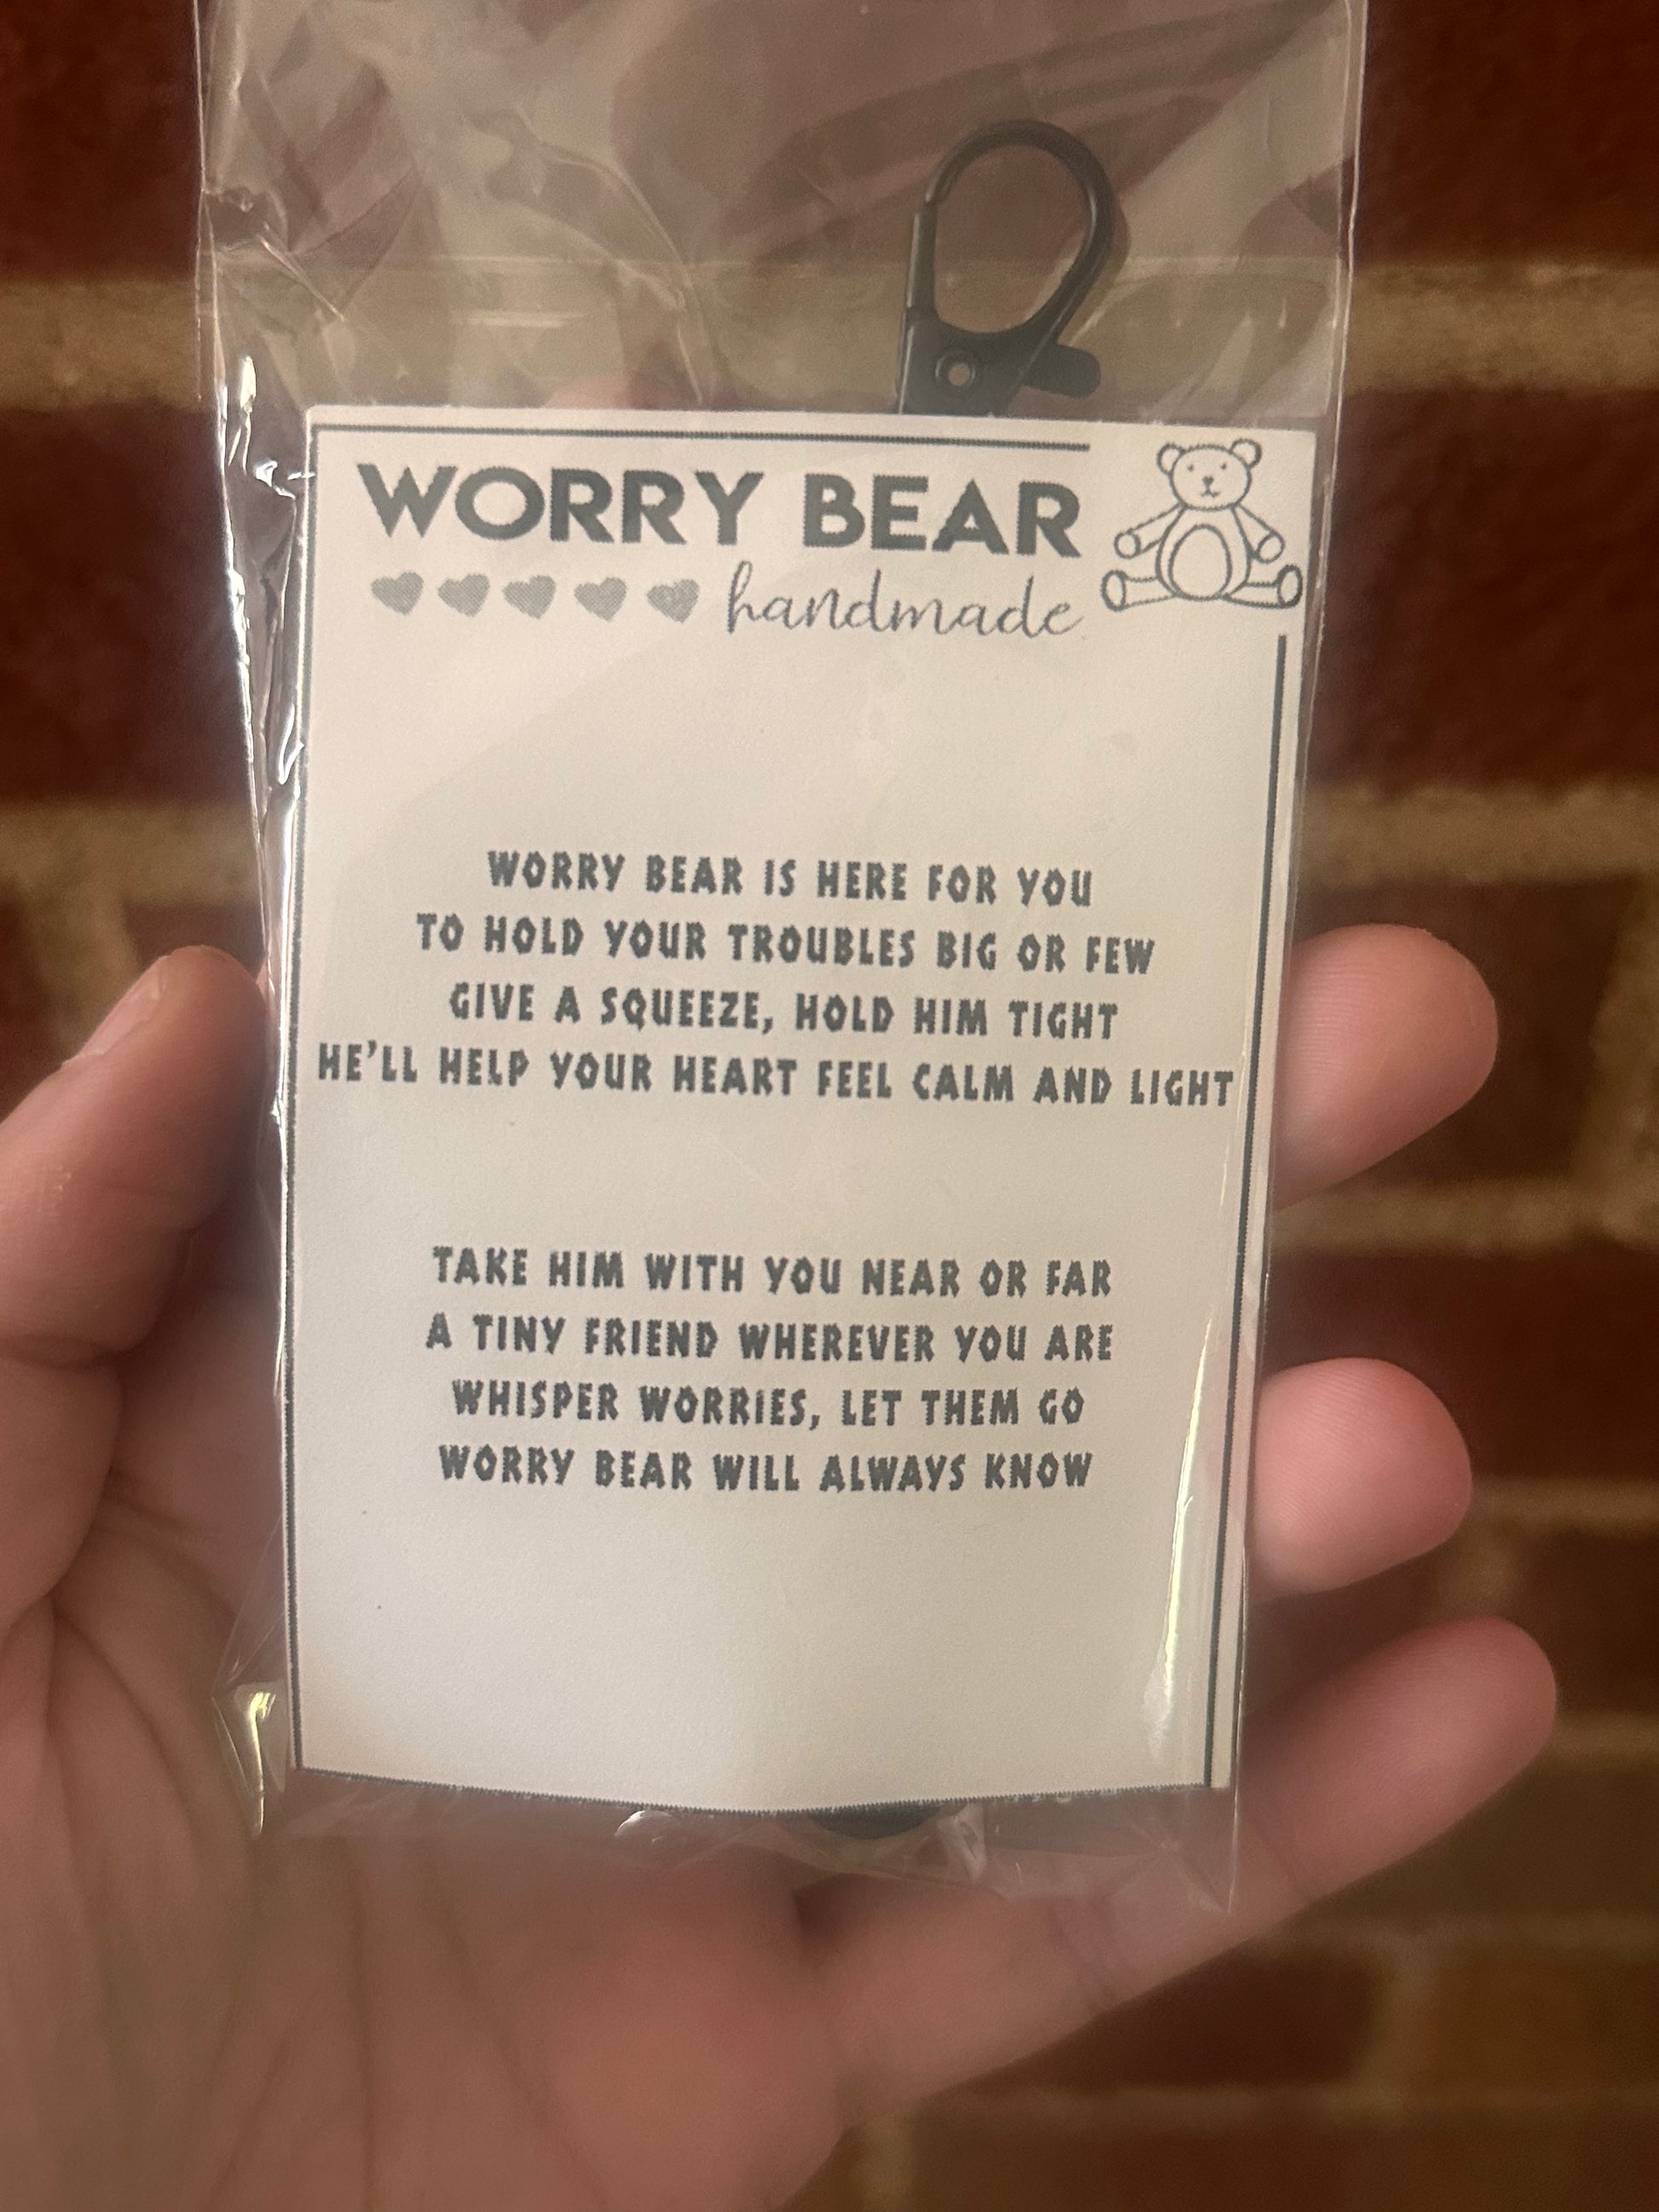 WORRY BEAR
handmade
WORRY BEAR IS HERE FOR YOU
TO HOLD YOUR TROUBLES BIG OR FEW
GIVE A SQUEEZE, HOLD HIM TIGHT
HE'LL HELP YOUR HEART FEEL CALM AND LIGHT
TAKE HIM WITH YOU NEAR OR FAR
A TINY FRIEND WHEREVER YOU ARE
WHISPER WORRIES, LET THEM GO
WORRY BEAR WILL ALWAYS KNOW